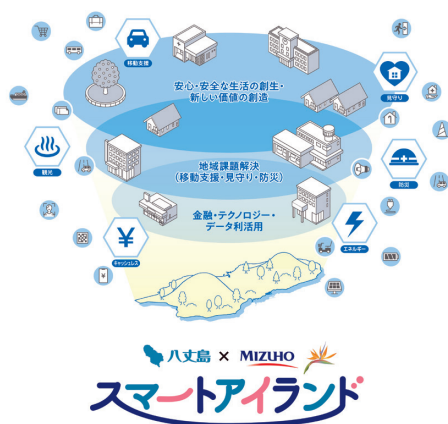 移動支援
安心・安全な生活の創生・
新しい価値の創造
見守り
地域課題解決
(移動支援・見守り・防災)
観光
防災
金融・テクノロジー・
データ利活用
¥
キャッシュレス
エネルギー
八丈島 × MIZUHO
スマートアイランド